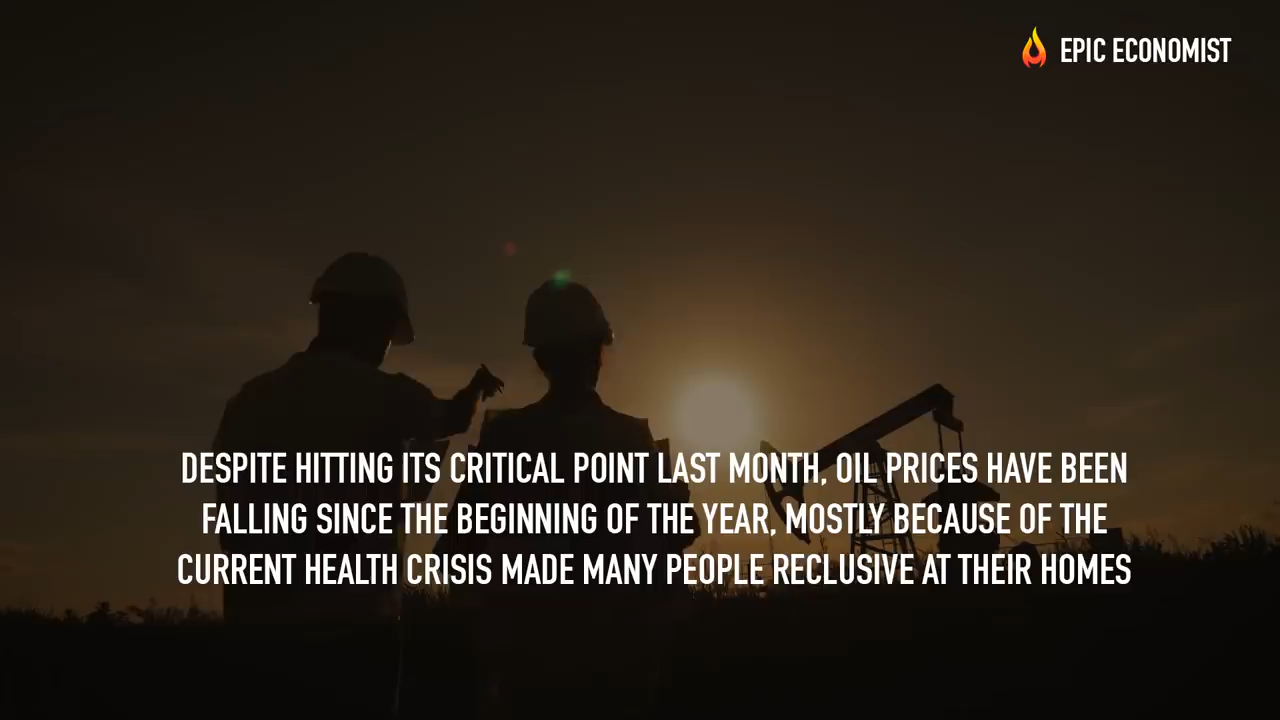 EPIC ECONOMIST
DESPITE HITTING ITS CRITICAL POINT LAST MONTH, OIL PRICES HAVE BEEN
FALLING SINCE THE BEGINNING OF THE YEAR, MOSTLY BECAUSE OF THE
CURRENT HEALTH CRISIS MADE MANY PEOPLE RECLUSIVE AT THEIR HOMES